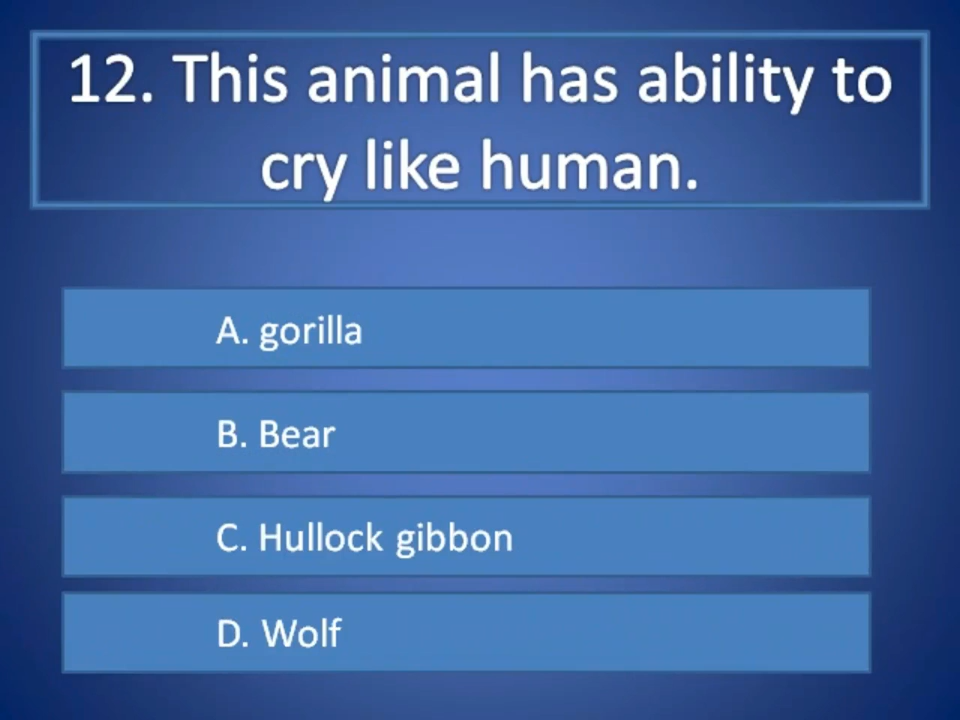 12. This animal has ability to
cry like human.
A. gorilla
B. Bear
C. Hullock gibbon
D. Wolf